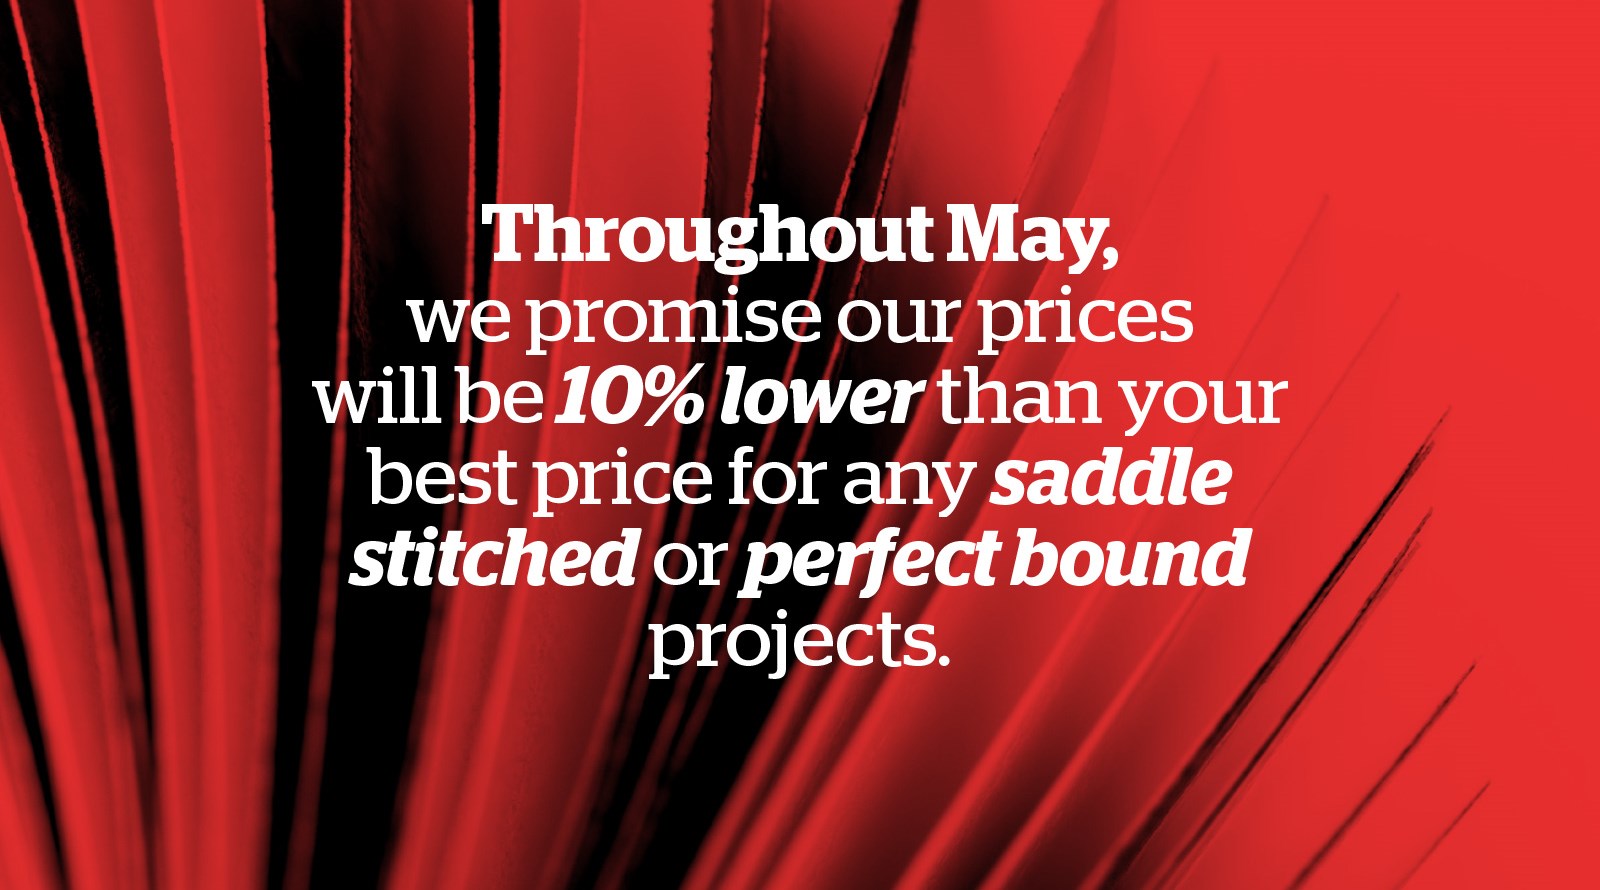 Throughout May,
we promise our prices
will be 10% lower than your
best price for any saddle
stitched or perfect bound
projects.